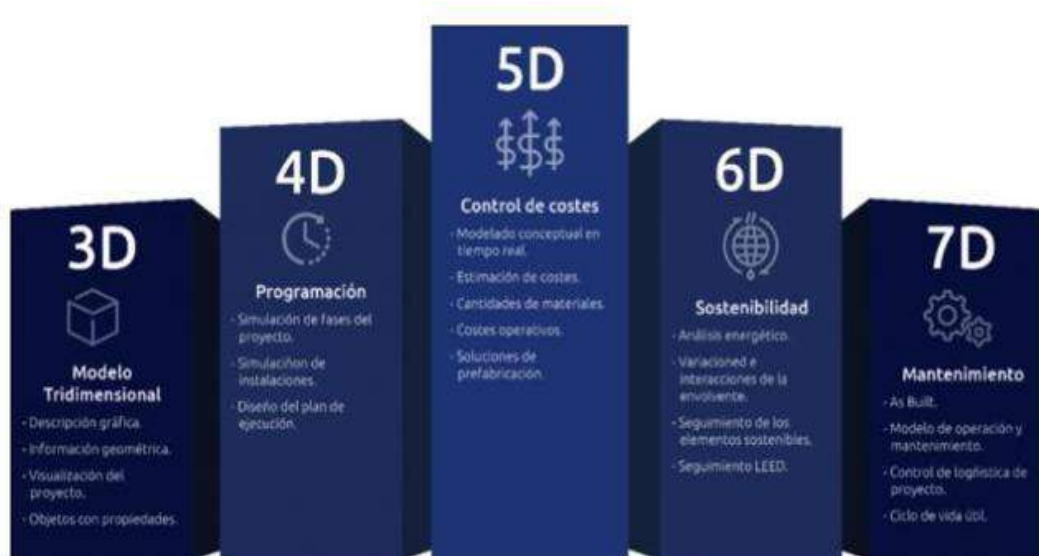 3D
Modelo
Tridimensional
- Descripción gráfica.
- Información geométrica.
- Visualización del
proyecto.
- Objetos con propiedades.
4D
Programación
- Simulación de fases del
proyecto.
- Simulaciñon de
instalaciones.
- Diseño del plan de
ejecución.
5D
Control de costes
- Modelado conceptual en
tiempo real.
- Estimación de costes.
- Cantidades de materiales.
- Costes operativos.
- Soluciones de
prefabricación.
6D
Sostenibilidad
- Análisis energético.
- Variacioned e
interacciones de la
envolvente.
- Seguimiento de los
elementos sostenibles.
- Seguimiento LEED.
7D
Mantenimiento
- As Built.
- Modelo de operación y
mantenimiento.
- Control de logñistica de
proyecto.
- Ciclo de vida útil.